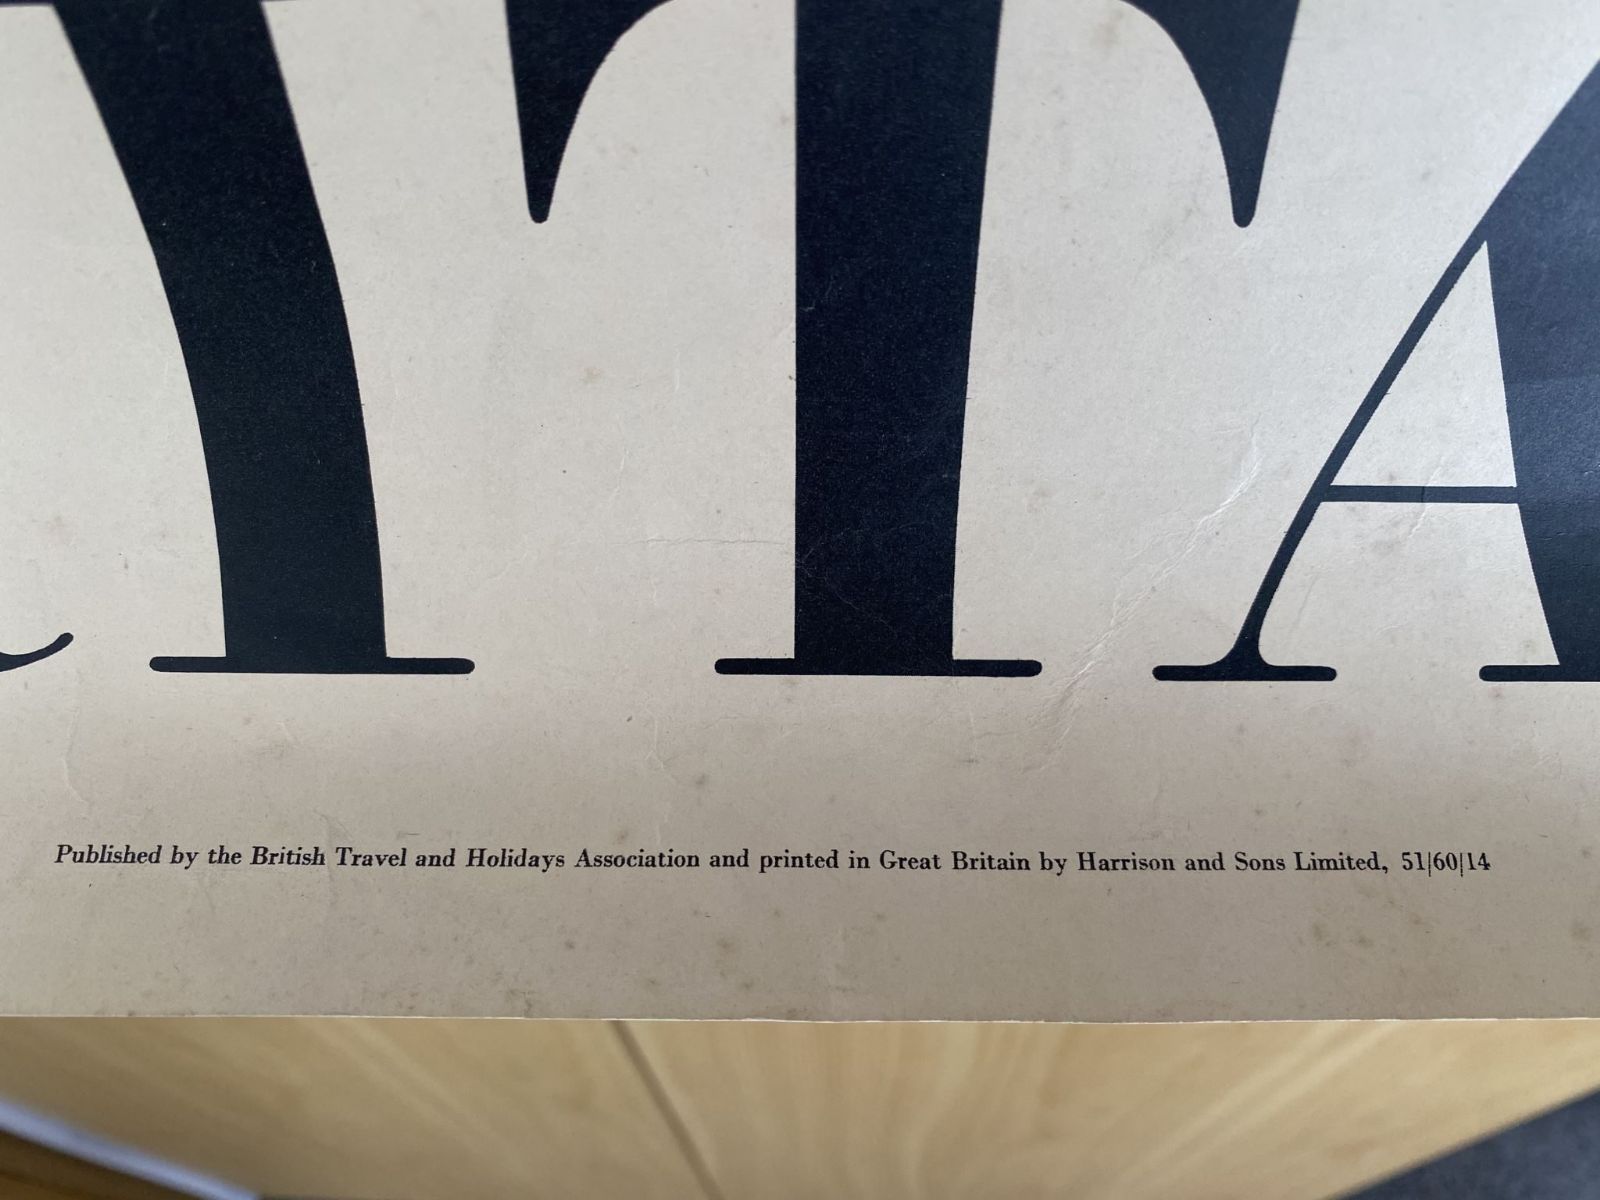 ITA
Published by the British Travel and Holidays Association and printed in Great Britain by Harrison and Sons Limited, 51|60|14